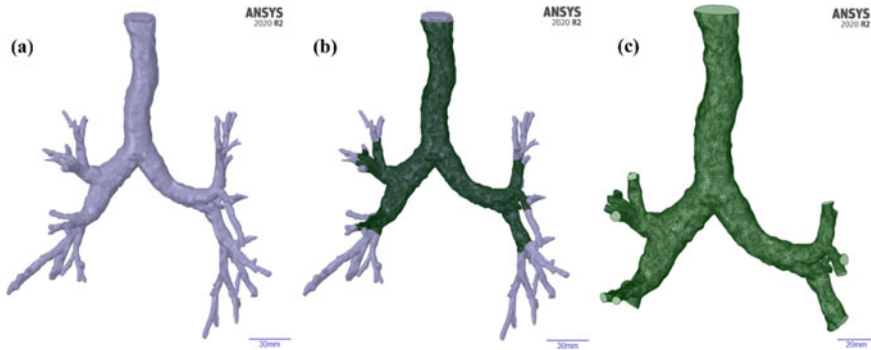 (a)
ANSYS
2020 R2
30mm
(b)
ANSYS
2020 R2
30mm
(c)
ANSYS
2020 R2
20mm